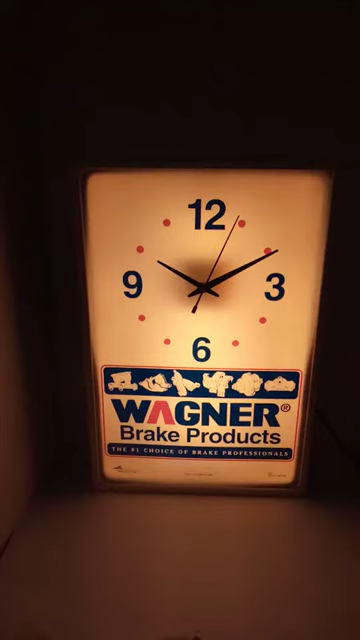 12
9 3
6
WAGNER®
Brake Products
THE #1 CHOICE OF BRAKE PROFESSIONALS